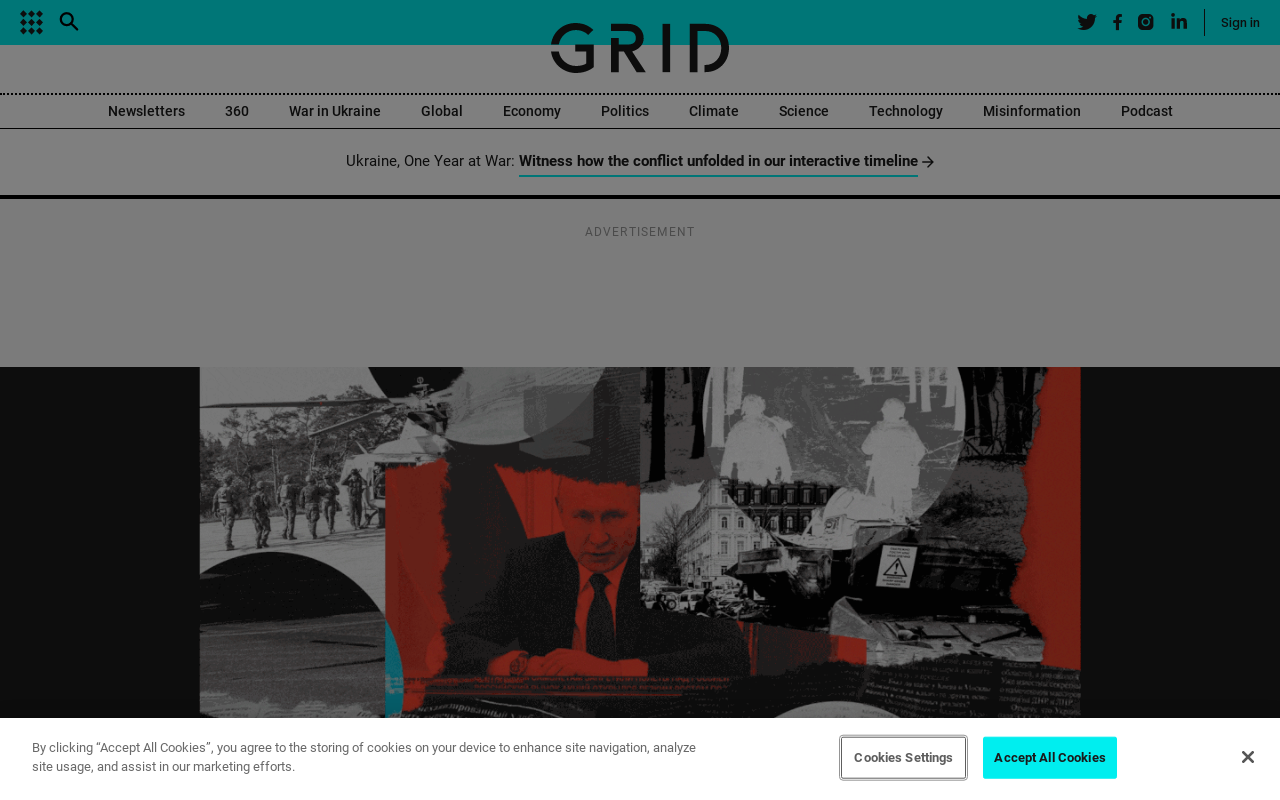 GRID
Sign in
Newsletters 360 War in Ukraine Global Economy Politics Climate Science Technology Misinformation Podcast
Ukraine, One Year at War: Witness how the conflict unfolded in our interactive timeline
ADVERTISEMENT
By clicking “Accept All Cookies”, you agree to the storing of cookies on your device to enhance site navigation, analyze
site usage, and assist in our marketing efforts.
Cookies Settings
Accept All Cookies